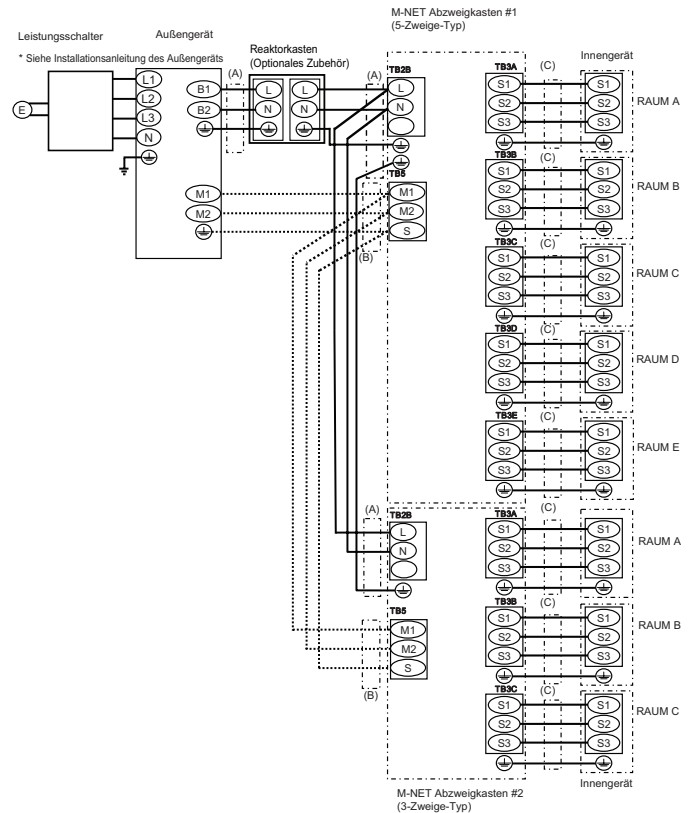 M-NET Abzweigkasten #1
(5-Zweige-Typ)
Leistungsschalter
Außengerät
* Siehe Installationsanleitung des Außengeräts
Reaktorkasten
(Optionales Zubehör)
Innengerät
E
L1
L2
L3
N
B1
B2
M1
M2
(A)
L
N
L
N
(A)
TB2B
L
N
TB5
M1
M2
S
(B)
TB3A
S1
S2
S3
(C)
S1
S2
S3
RAUM A
TB3B
S1
S2
S3
(C)
S1
S2
S3
RAUM B
TB3C
S1
S2
S3
(C)
S1
S2
S3
RAUM C
TB3D
S1
S2
S3
(C)
S1
S2
S3
RAUM D
TB3E
S1
S2
S3
(C)
S1
S2
S3
RAUM E
(A)
TB2B
L
N
TB5
M1
M2
S
(B)
TB3A
S1
S2
S3
(C)
S1
S2
S3
RAUM A
TB3B
S1
S2
S3
(C)
S1
S2
S3
RAUM B
TB3C
S1
S2
S3
(C)
S1
S2
S3
RAUM C
Innengerät
M-NET Abzweigkasten #2
(3-Zweige-Typ)